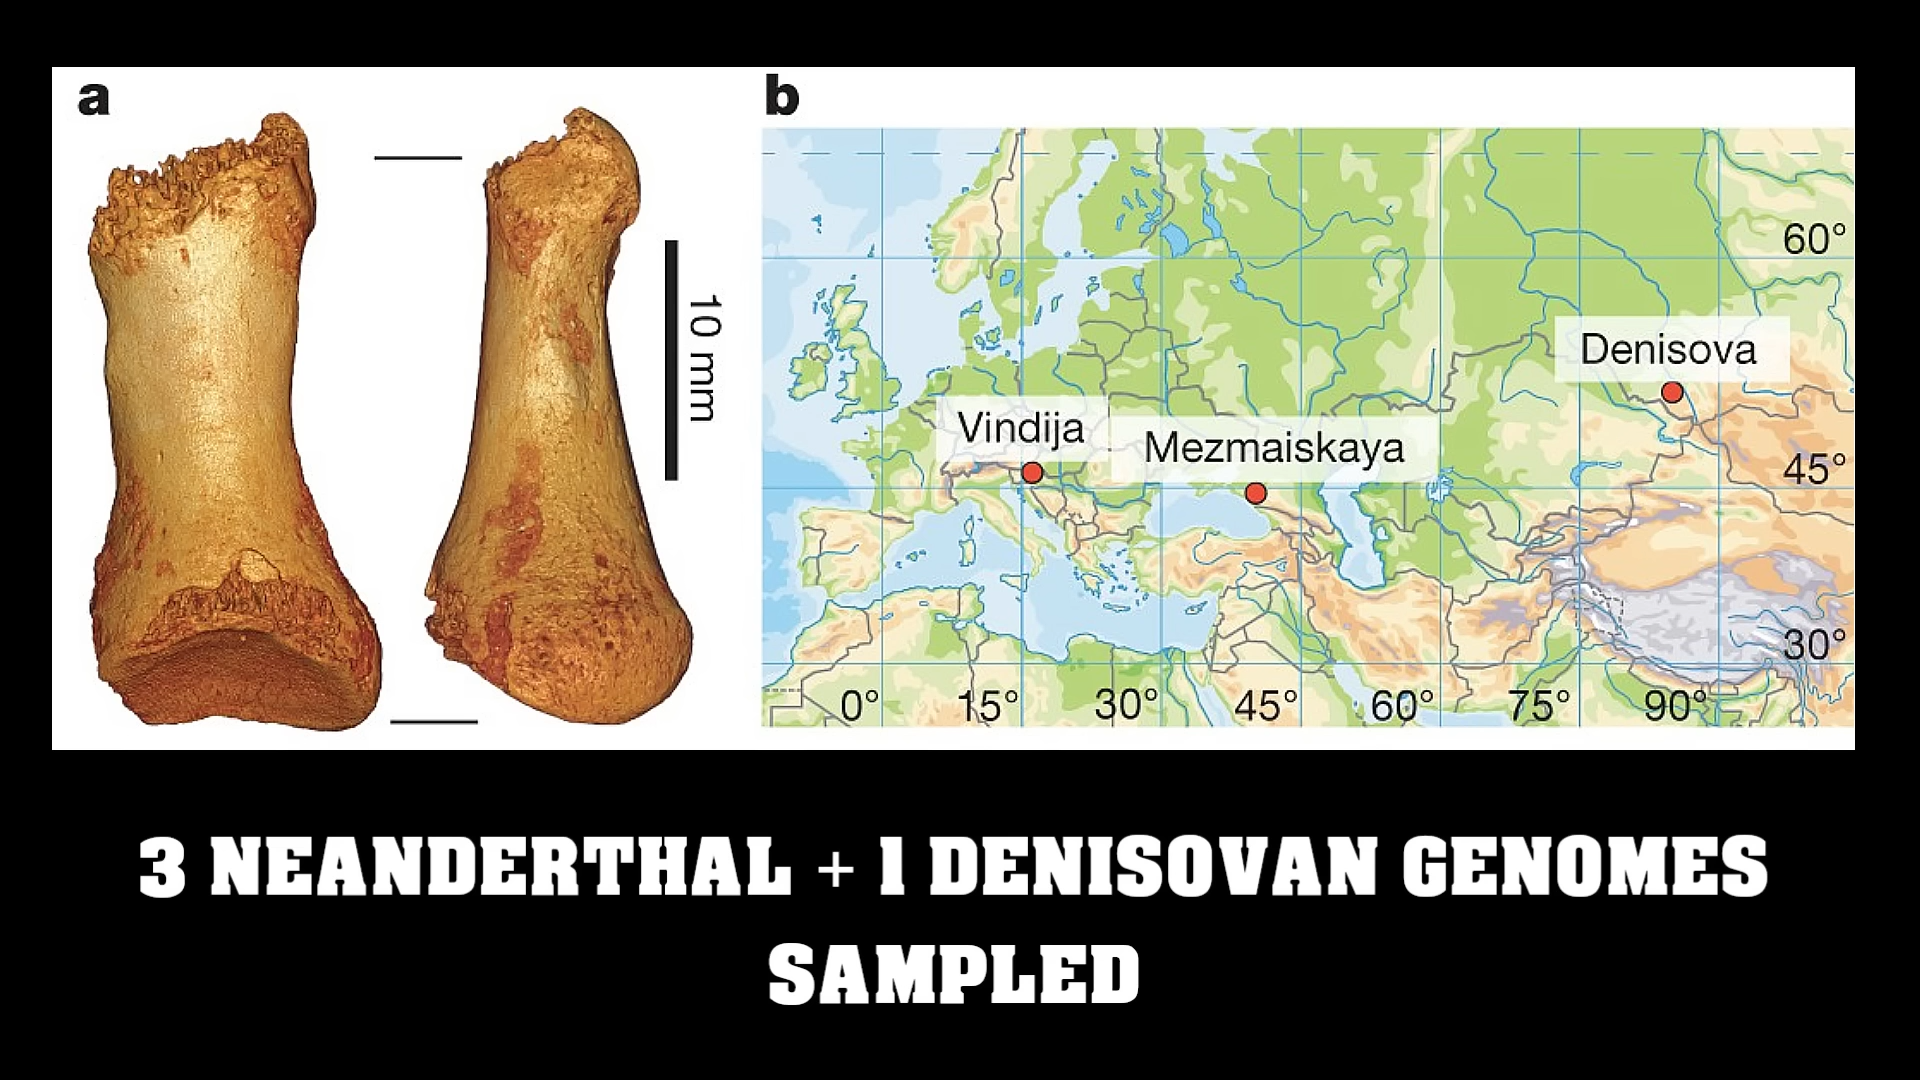 a
b
10 mm
60°
Denisova
Vindija
Mezmaiskaya
45°
30°
0° 15° 30° 45° 60° 75° 90°
3 NEANDERTHAL + 1 DENISOVAN GENOMES
SAMPLED